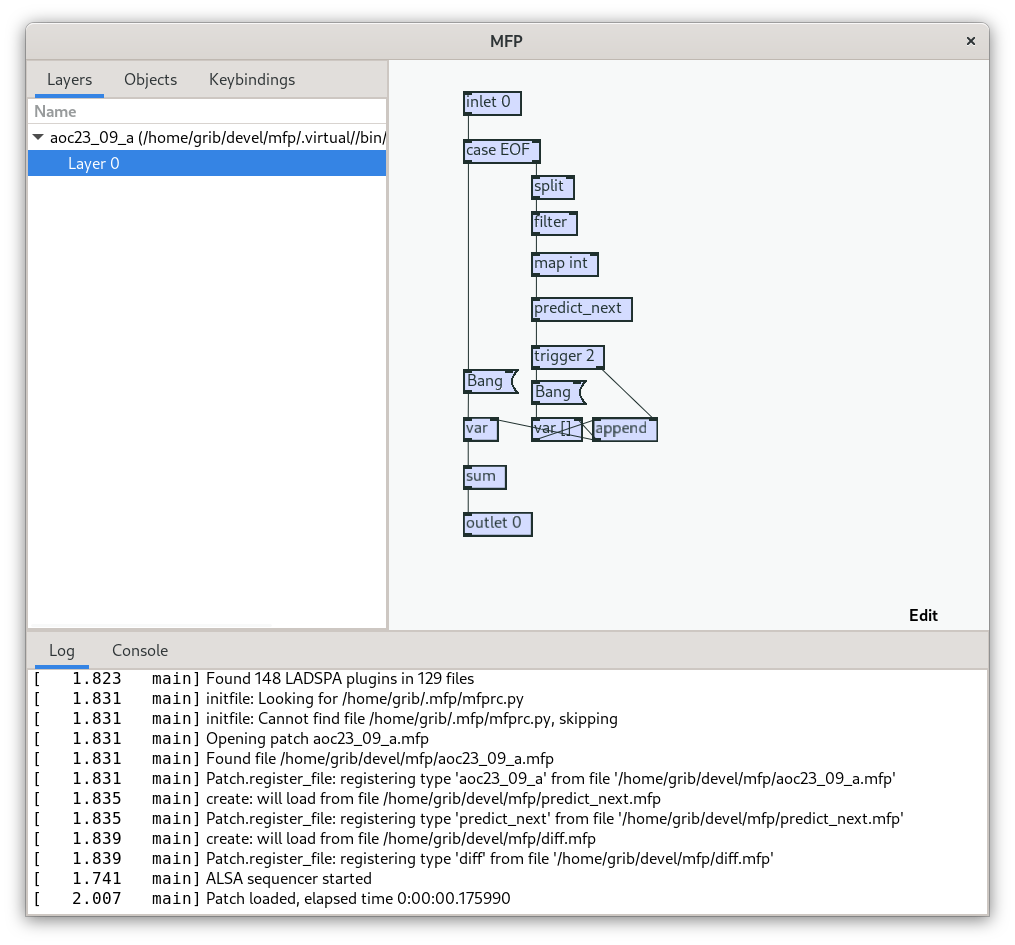 MFP
×
Layers Objects Keybindings
Name
aoc23_09_a (/home/grib/devel/mfp/.virtual//bin/
Layer 0
inlet 0
case EOF
split
filter
map int
predict_next
trigger 2
Bang
Bang
var
var []
append
sum
outlet 0
Edit
Log Console
[ 1.823 main] Found 148 LADSPA plugins in 129 files
[ 1.831 main] initfile: Looking for /home/grib/.mfp/mfprc.py
[ 1.831 main] initfile: Cannot find file /home/grib/.mfp/mfprc.py, skipping
[ 1.831 main] Opening patch aoc23_09_a.mfp
[ 1.831 main] Found file /home/grib/devel/mfp/aoc23_09_a.mfp
[ 1.831 main] Patch.register_file: registering type 'aoc23_09_a' from file '/home/grib/devel/mfp/aoc23_09_a.mfp'
[ 1.835 main] create: will load from file /home/grib/devel/mfp/predict_next.mfp
[ 1.835 main] Patch.register_file: registering type 'predict_next' from file '/home/grib/devel/mfp/predict_next.mfp'
[ 1.839 main] create: will load from file /home/grib/devel/mfp/diff.mfp
[ 1.839 main] Patch.register_file: registering type 'diff' from file '/home/grib/devel/mfp/diff.mfp'
[ 1.741 main] ALSA sequencer started
[ 2.007 main] Patch loaded, elapsed time 0:00:00.175990